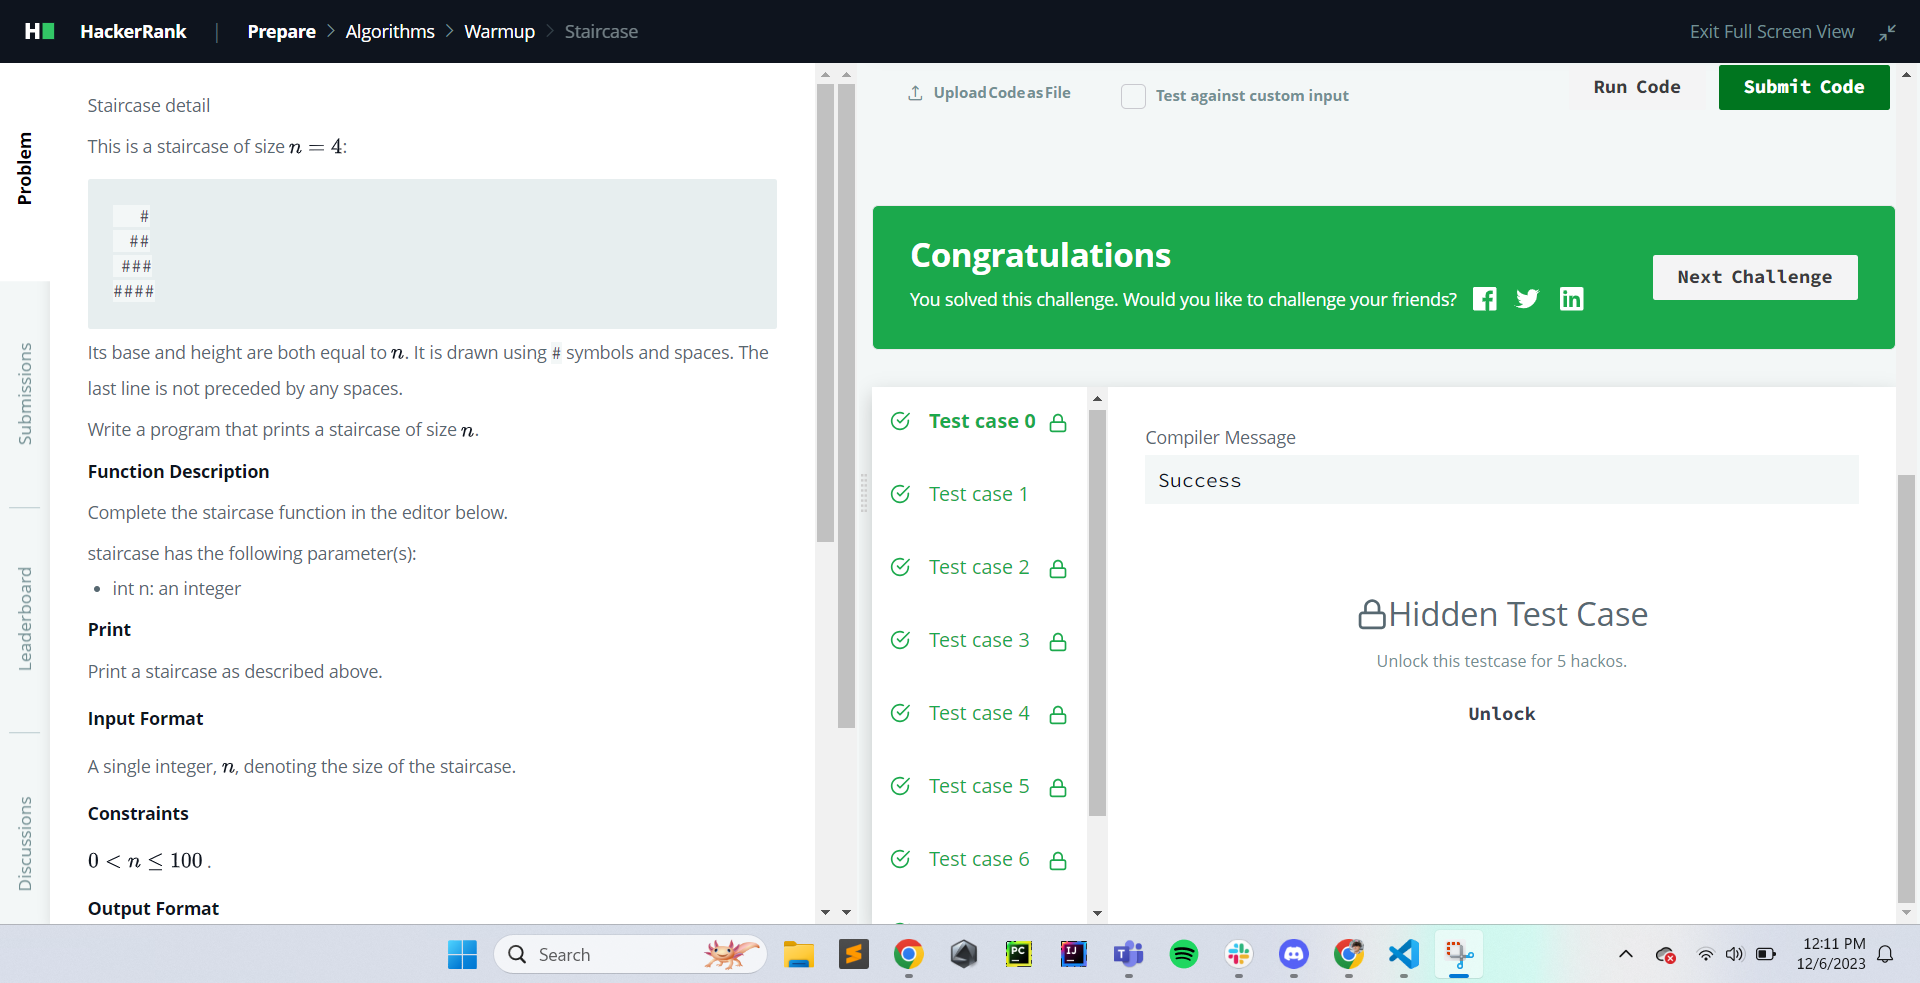 HackerRank | Prepare > Algorithms > Warmup > Staircase
Exit Full Screen View
Problem
Submissions
Leaderboard
Discussions
Staircase detail
This is a staircase of size n = 4:
   #
  ##
 ###
####
Its base and height are both equal to n. It is drawn using # symbols and spaces. The
last line is not preceded by any spaces.
Write a program that prints a staircase of size n.
Function Description
Complete the staircase function in the editor below.
staircase has the following parameter(s):
• int n: an integer
Print
Print a staircase as described above.
Input Format
A single integer, n, denoting the size of the staircase.
Constraints
0 < n ≤ 100 .
Output Format
Upload Code as File
Test against custom input
Run Code
Submit Code
Congratulations
You solved this challenge. Would you like to challenge your friends?
Next Challenge
Test case 0
Test case 1
Test case 2
Test case 3
Test case 4
Test case 5
Test case 6
Compiler Message
Success
Hidden Test Case
Unlock this testcase for 5 hackos.
Unlock
Search
PC
IJ
12:11 PM
12/6/2023